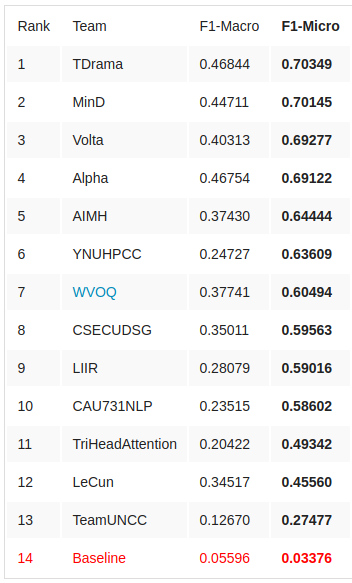 Rank Team F1-Macro F1-Micro
1 TDrama 0.46844 0.70349
2 MinD 0.44711 0.70145
3 Volta 0.40313 0.69277
4 Alpha 0.46754 0.69122
5 AIMH 0.37430 0.64444
6 YNUHPCC 0.24727 0.63609
7 WVOQ 0.37741 0.60494
8 CSECUDSG 0.35011 0.59563
9 LIIR 0.28079 0.59016
10 CAU731NLP 0.23515 0.58602
11 TriHeadAttention 0.20422 0.49342
12 LeCun 0.34517 0.45560
13 TeamUNCC 0.12670 0.27477
14 Baseline 0.05596 0.03376